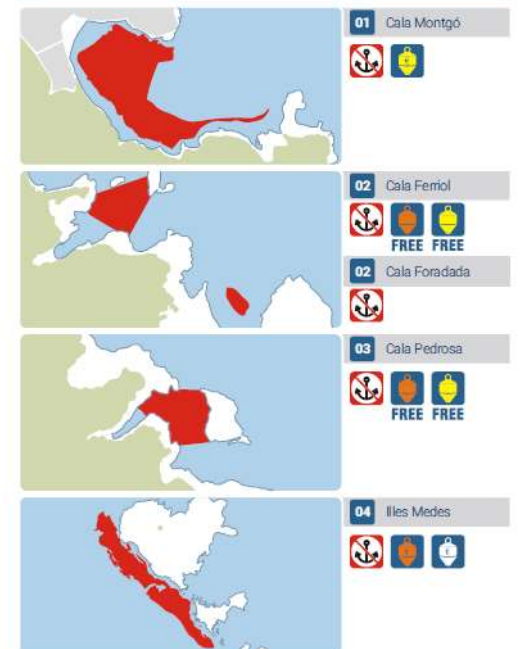 01 Cala Montgó
€
02 Cala Ferriol
FREE FREE
02 Cala Foradada
03 Cala Pedrosa
FREE FREE
04 Illes Medes
€